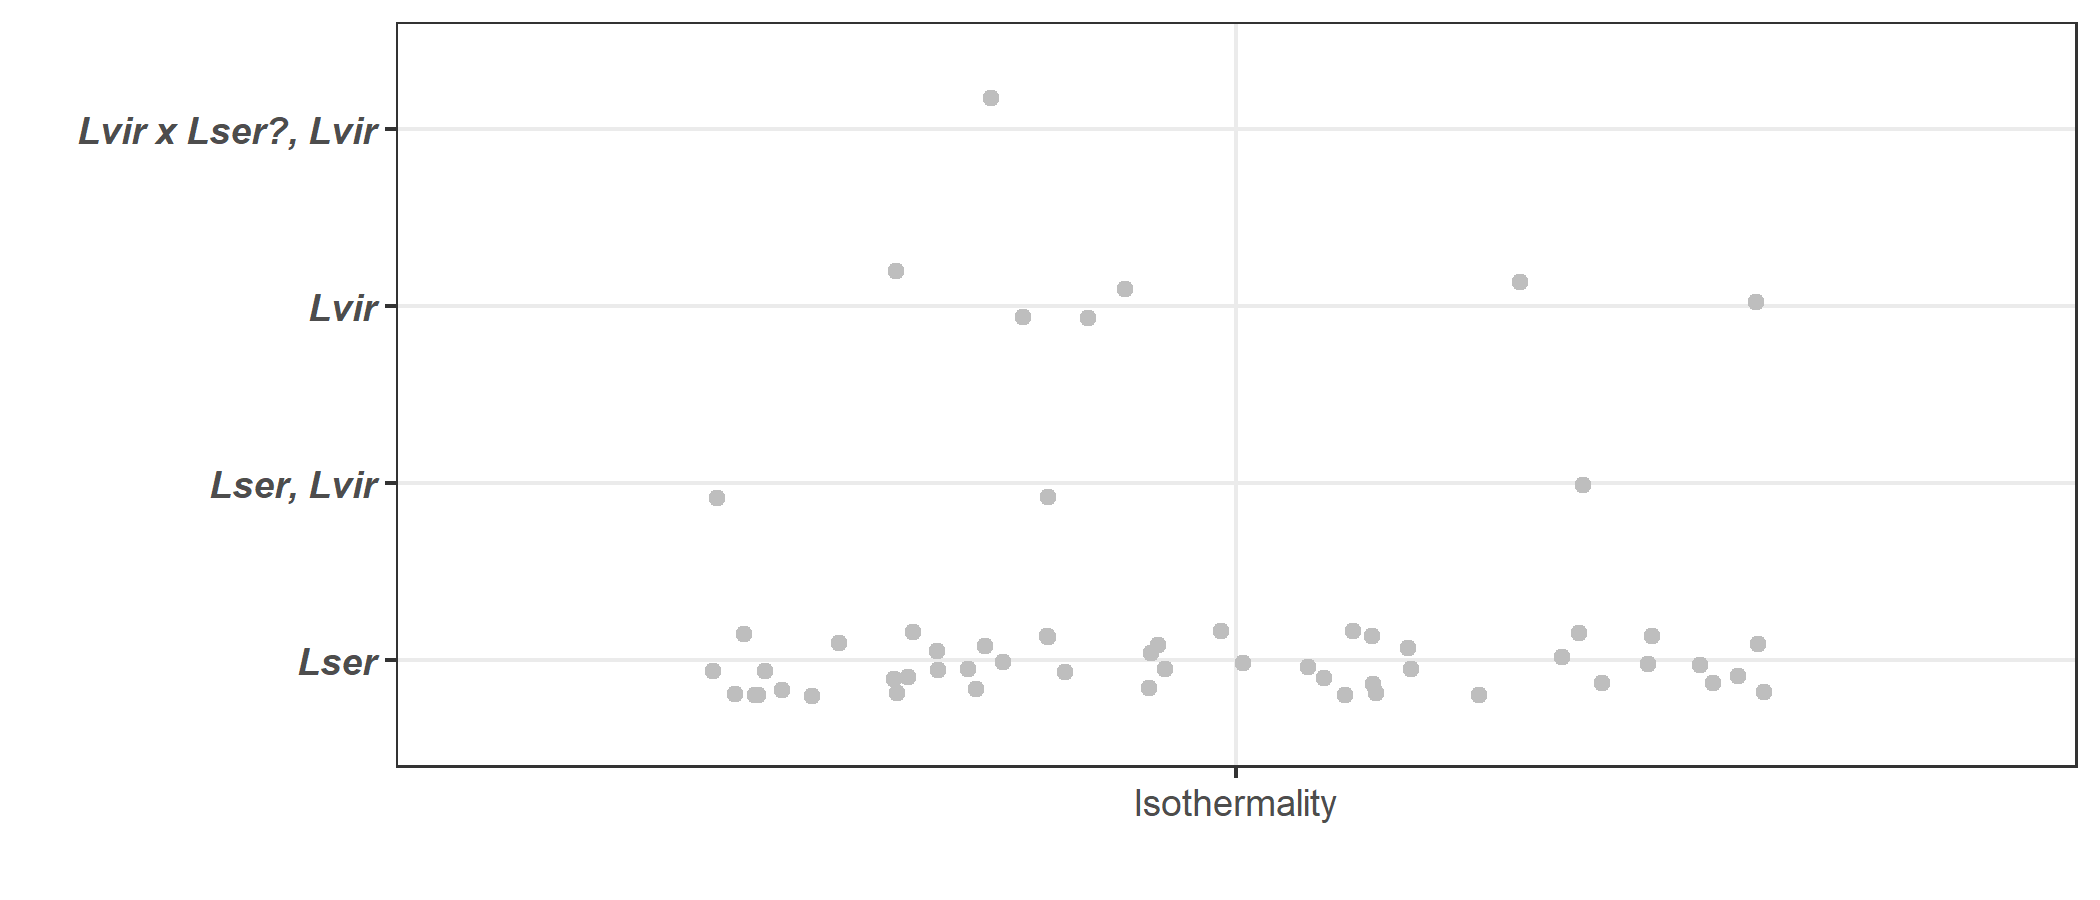 Lvir x Lser?, Lvir
Lvir
Lser, Lvir
Lser
Isothermality